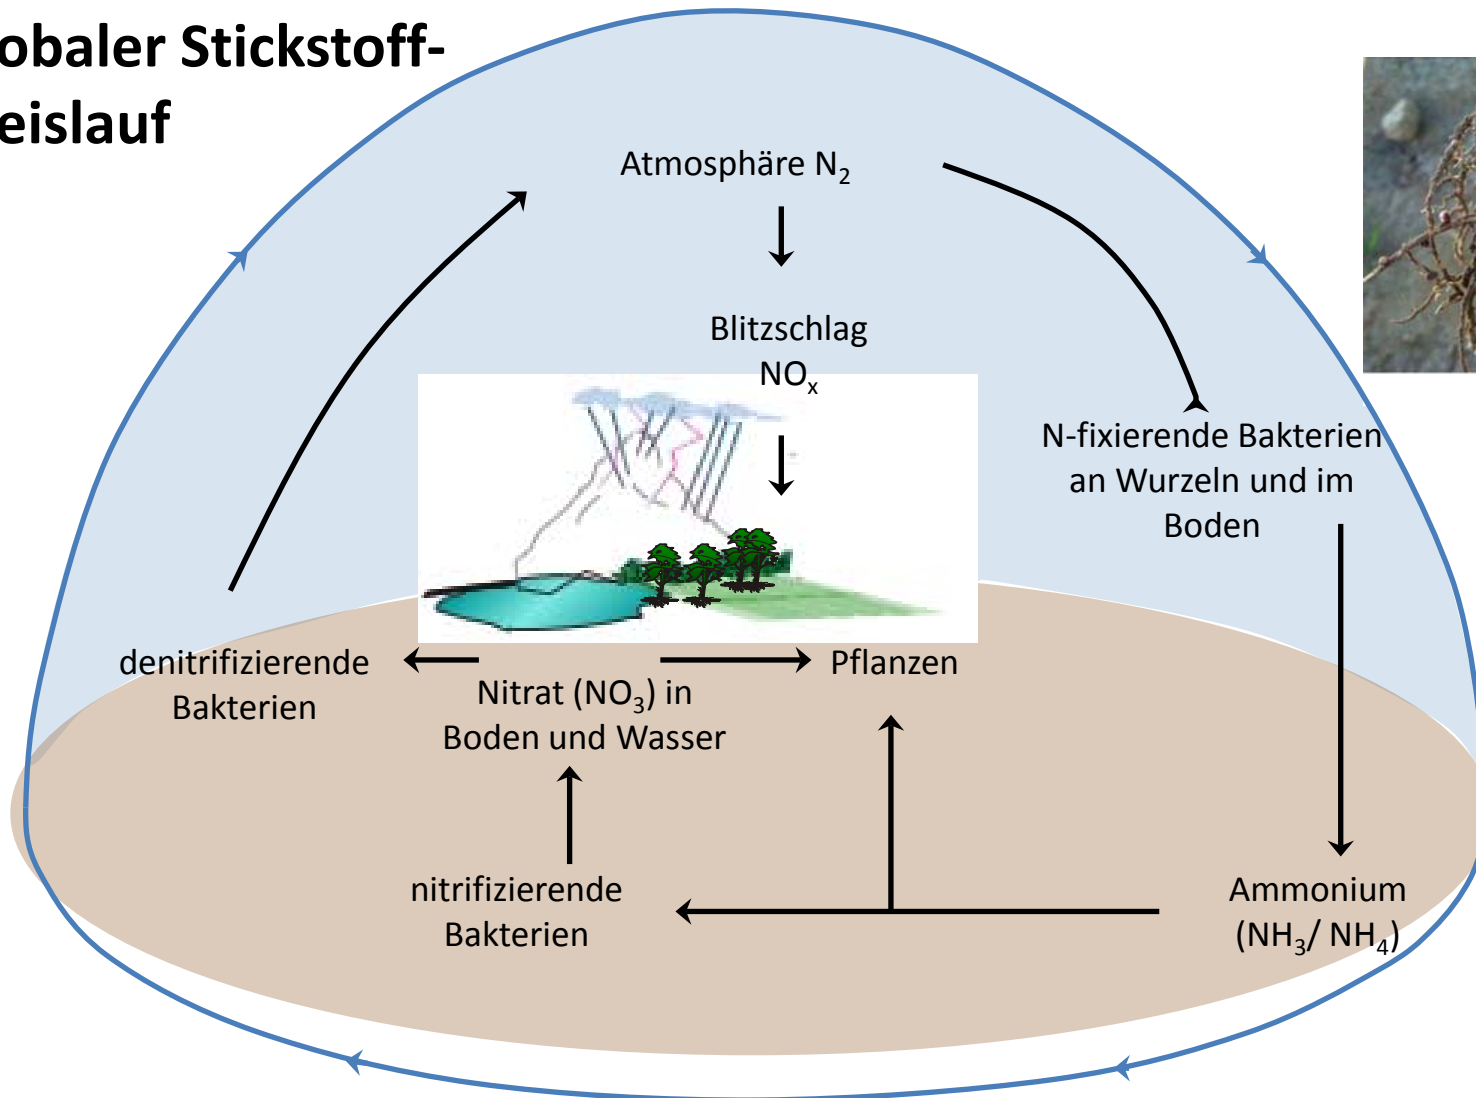 obaler Stickstoff-
eislauf
Atmosphäre N₂
Blitzschlag
NOₓ
N-fixierende Bakterien
an Wurzeln und im
Boden
denitrifizierende
Bakterien
Nitrat (NO₃) in
Boden und Wasser
Pflanzen
nitrifizierende
Bakterien
Ammonium
(NH₃/ NH₄)